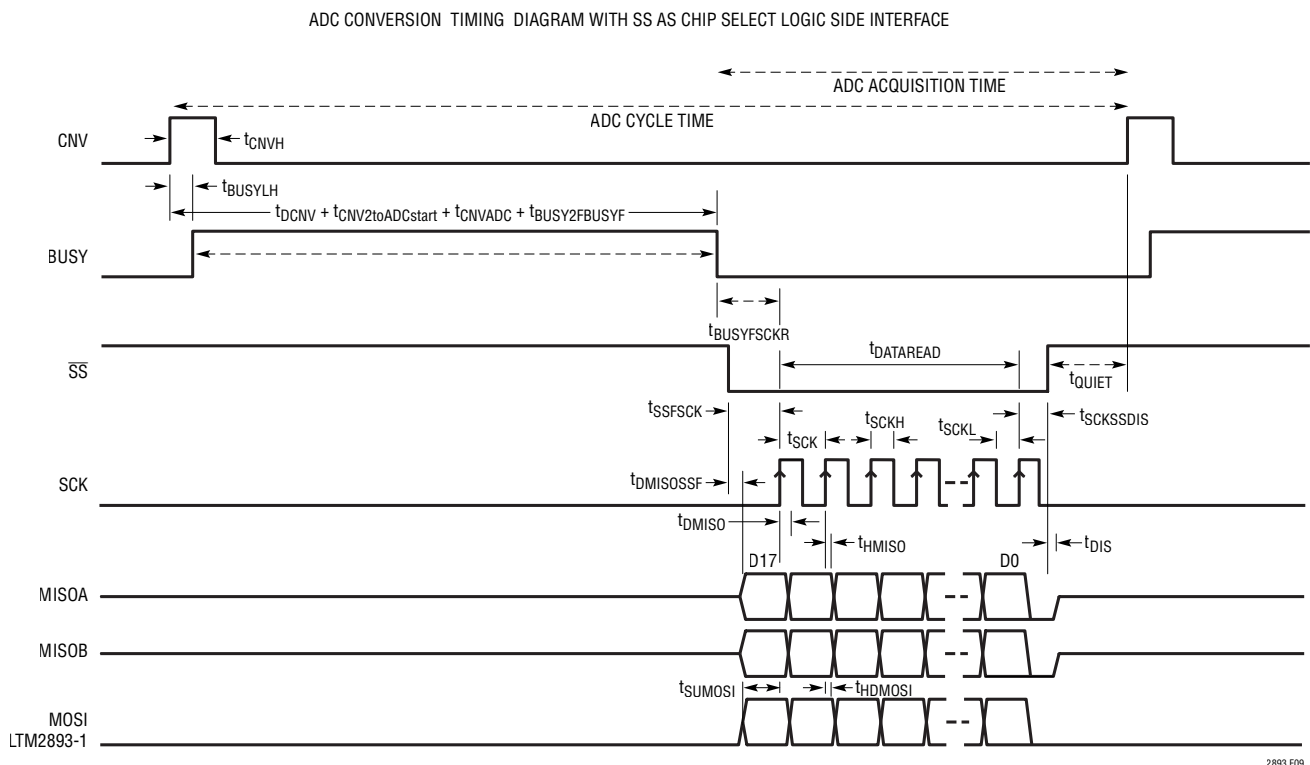 ADC CONVERSION TIMING DIAGRAM WITH SS AS CHIP SELECT LOGIC SIDE INTERFACE
ADC ACQUISITION TIME
ADC CYCLE TIME
CNV
tCNVH
tBUSYLH
tDCNV + tCNV2toADCstart + tCNVADC + tBUSY2FBUSYF
BUSY
tBUSYFSCKR
tDATAREAD
SS
tQUIET
tSSFSCK
tSCK
tSCKH
tSCKL
tSCKSSDIS
SCK
tDMISOSSF
tDMISO
tHMISO
tDIS
D17
D0
MISOA
MISOB
tSUMOSI
tHDMOSI
MOSI
LTM2893-1
2893 F09